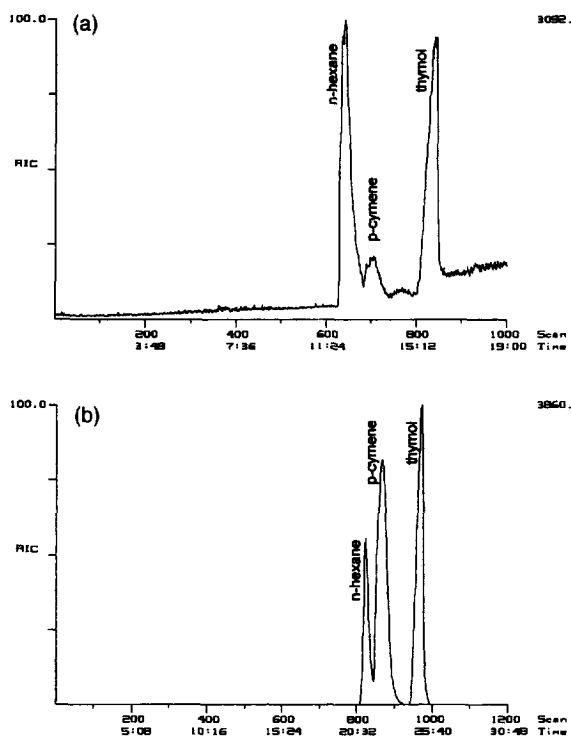 (a)
100.0
3092.
n-hexane
p-cymene
thymol
RIC
200 400 600 800 1000 Scan
3:48 7:36 11:24 15:12 19:00 Time
(b)
100.0
3860.
n-hexane
p-cymene
thymol
RIC
200 400 600 800 1000 1200 Scan
5:08 10:16 15:24 20:32 25:40 30:48 Time